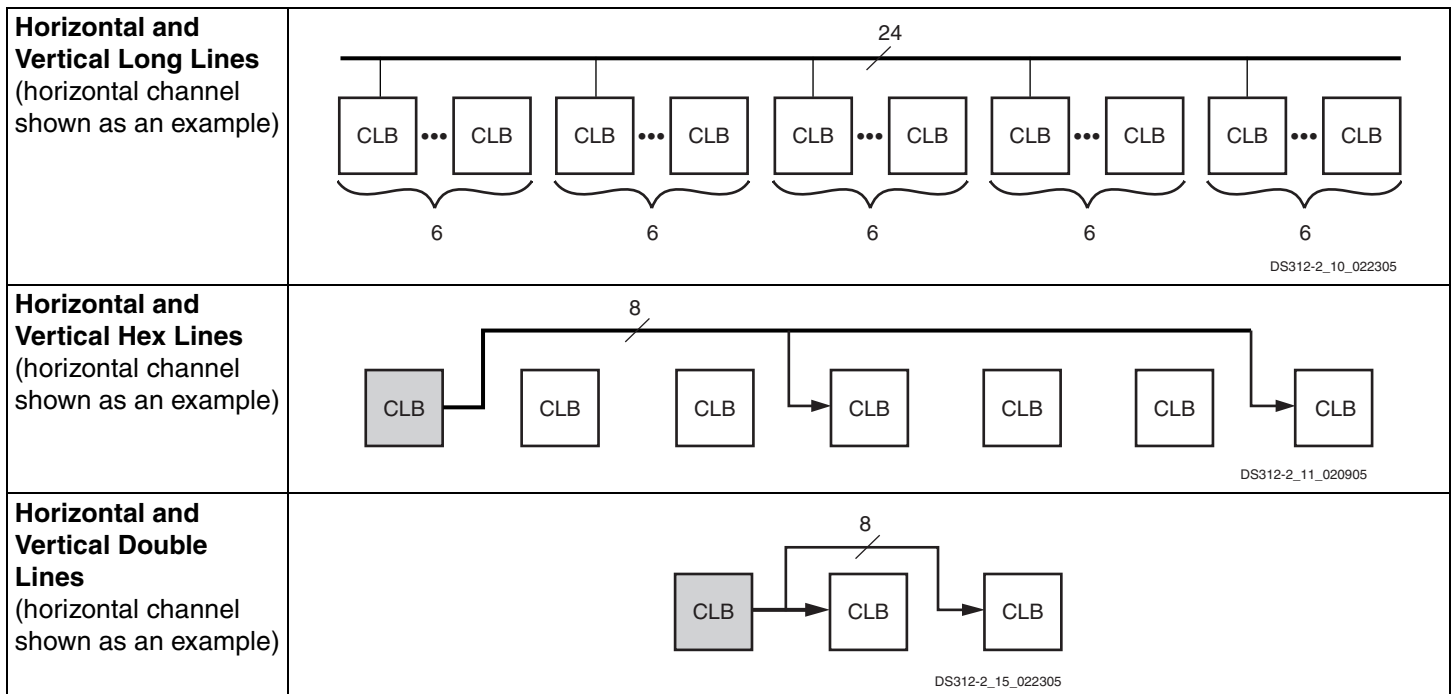 Horizontal and
Vertical Long Lines
(horizontal channel
shown as an example)
24
CLB ••• CLB CLB ••• CLB CLB ••• CLB CLB ••• CLB CLB ••• CLB
6 6 6 6 6
DS312-2_10_022305
Horizontal and
Vertical Hex Lines
(horizontal channel
shown as an example)
8
CLB CLB CLB CLB CLB CLB CLB
DS312-2_11_020905
Horizontal and
Vertical Double
Lines
(horizontal channel
shown as an example)
8
CLB CLB CLB
DS312-2_15_022305